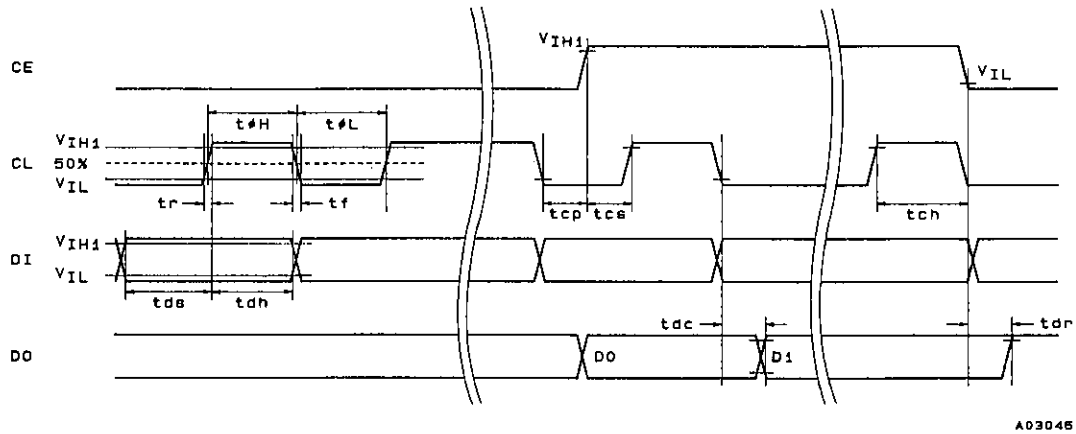 VIH1
CE
VIL
tøH
tøL
VIH1
CL 50%
VIL
tr
tf
tcp
tcs
tch
VIH1
DI
VIL
tds
tdh
tdc
tdr
DO
D0
D1
A03046